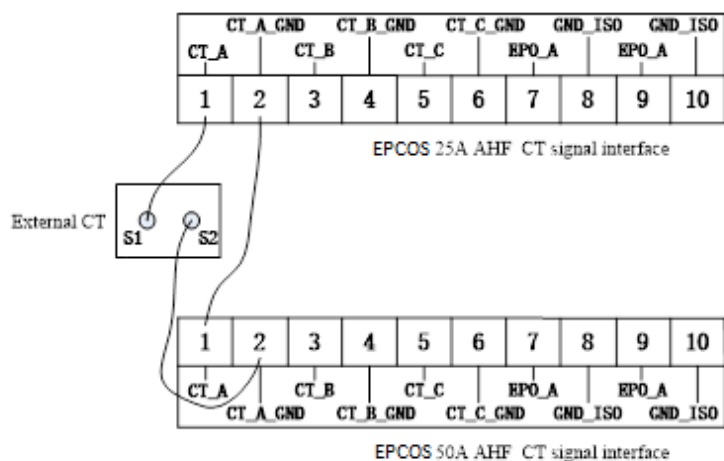 CT_A_GND CT_B_GND CT_C_GND GND_ISO GND_ISO
CT_A CT_B CT_C EPO_A EPO_A
1 2 3 4 5 6 7 8 9 10
EPCOS 25A AHF CT signal interface
External CT
S1 S2
1 2 3 4 5 6 7 8 9 10
CT_A CT_B CT_C EPO_A EPO_A
CT_A_GND CT_B_GND CT_C_GND GND_ISO GND_ISO
EPCOS 50A AHF CT signal interface